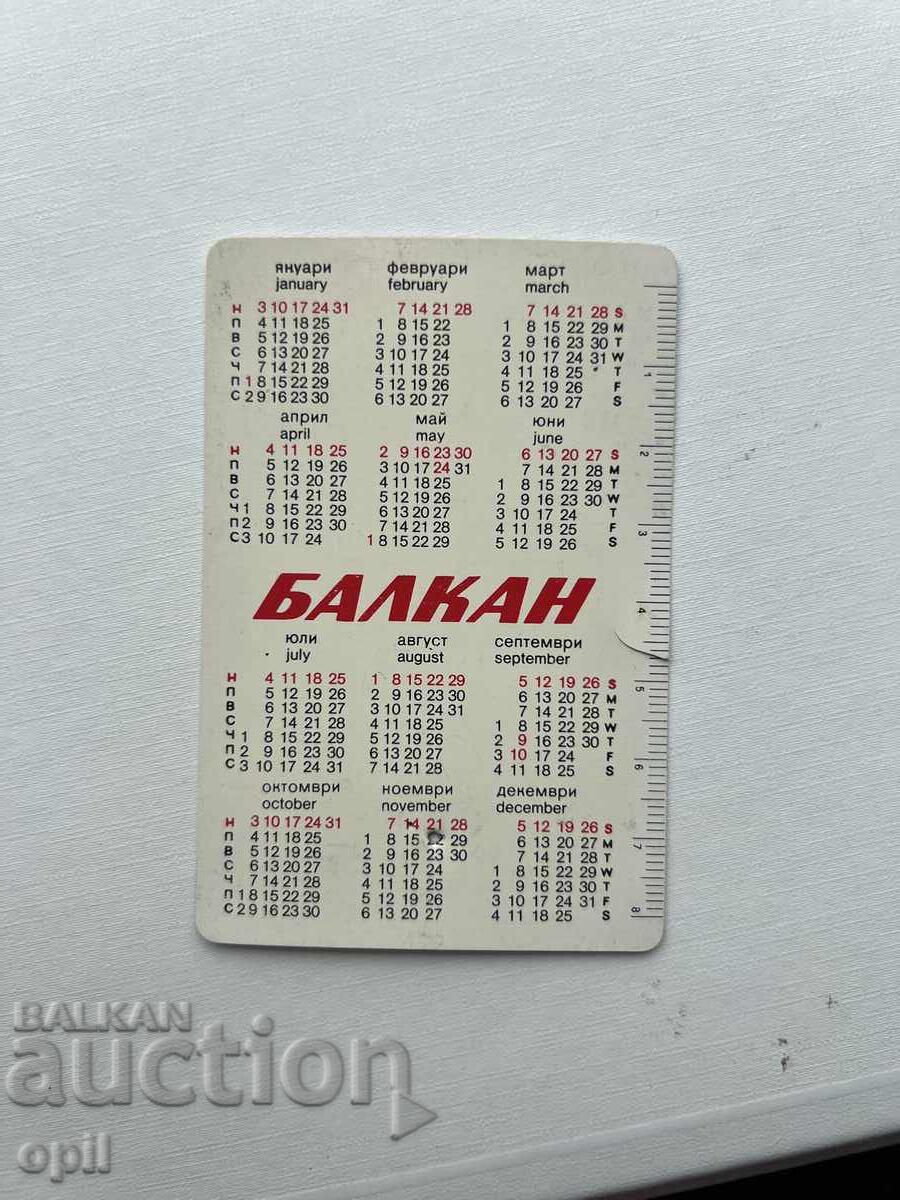 януари февруари март
january february march
Н 3 10 17 24 31 7 14 21 28 7 14 21 28 S
П 4 11 18 25 1 8 15 22 1 8 15 22 29 M
В 5 12 19 26 2 9 16 23 2 9 16 23 30 T
С 6 13 20 27 3 10 17 24 3 10 17 24 31 W
Ч 7 14 21 28 4 11 18 25 4 11 18 25 T
П 1 8 15 22 29 5 12 19 26 5 12 19 26 F
С 2 9 16 23 30 6 13 20 27 6 13 20 27 S
април май юни
april may june
Н 4 11 18 25 2 9 16 23 30 6 13 20 27 S
П 5 12 19 26 3 10 17 24 31 7 14 21 28 M
В 6 13 20 27 4 11 18 25 1 8 15 22 29 T
С 7 14 21 28 5 12 19 26 2 9 16 23 30 W
Ч 1 8 15 22 29 6 13 20 27 3 10 17 24 T
П 2 9 16 23 30 7 14 21 28 4 11 18 25 F
С 3 10 17 24 1 8 15 22 29 5 12 19 26 S
БАЛКАН
юли август септември
july august september
Н 4 11 18 25 1 8 15 22 29 5 12 19 26 S
П 5 12 19 26 2 9 16 23 30 6 13 20 27 M
В 6 13 20 27 3 10 17 24 31 7 14 21 28 T
С 7 14 21 28 4 11 18 25 1 8 15 22 29 W
Ч 1 8 15 22 29 5 12 19 26 2 9 16 23 30 T
П 2 9 16 23 30 6 13 20 27 3 10 17 24 F
С 3 10 17 24 31 7 14 21 28 4 11 18 25 S
октомври ноември декември
october november december
Н 3 10 17 24 31 7 14 21 28 5 12 19 26 S
П 4 11 18 25 1 8 15 22 29 6 13 20 27 M
В 5 12 19 26 2 9 16 23 30 7 14 21 28 T
С 6 13 20 27 3 10 17 24 1 8 15 22 29 W
Ч 7 14 21 28 4 11 18 25 2 9 16 23 30 T
П 1 8 15 22 29 5 12 19 26 3 10 17 24 31 F
С 2 9 16 23 30 6 13 20 27 4 11 18 25 S
1
2
3
4
5
6
7
8
BALKAN
auction
opil